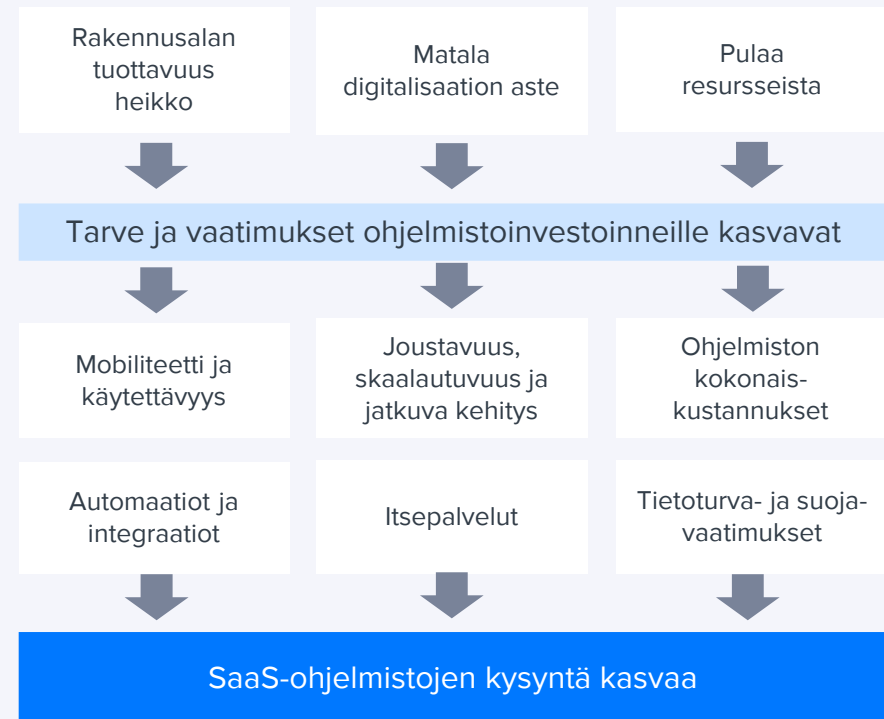 Rakennusalan
tuottavuus
heikko
Matala
digitalisaation aste
Pulaa
resursseista
Tarve ja vaatimukset ohjelmistoinvestoinneille kasvavat
Mobiliteetti ja
käytettävyys
Joustavuus,
skaalautuvuus ja
jatkuva kehitys
Ohjelmiston
kokonais-
kustannukset
Automaatiot ja
integraatiot
Itsepalvelut
Tietoturva- ja suoja-
vaatimukset
SaaS-ohjelmistojen kysyntä kasvaa